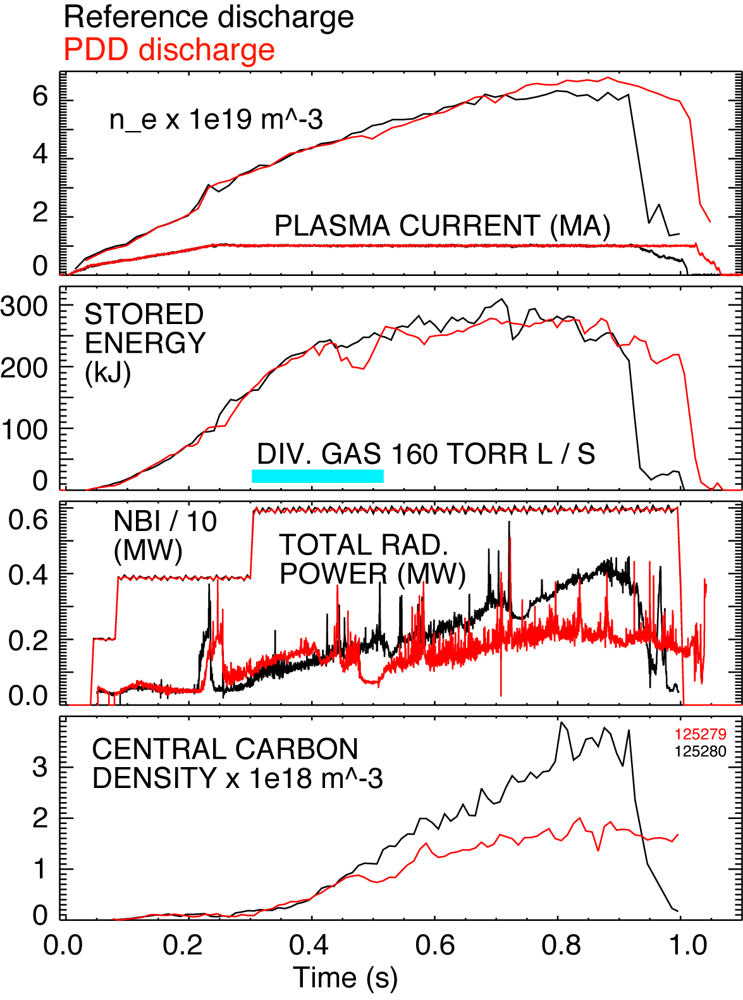 Reference discharge
PDD discharge
6
4
2
0
n_e x 1e19 m^-3
PLASMA CURRENT (MA)
300
200
100
0
STORED
ENERGY
(kJ)
DIV. GAS 160 TORR L / S
0.6
0.4
0.2
0.0
NBI / 10
(MW)
TOTAL RAD.
POWER (MW)
3
2
1
0
CENTRAL CARBON
DENSITY x 1e18 m^-3
125279
125280
0.0 0.2 0.4 0.6 0.8 1.0
Time (s)